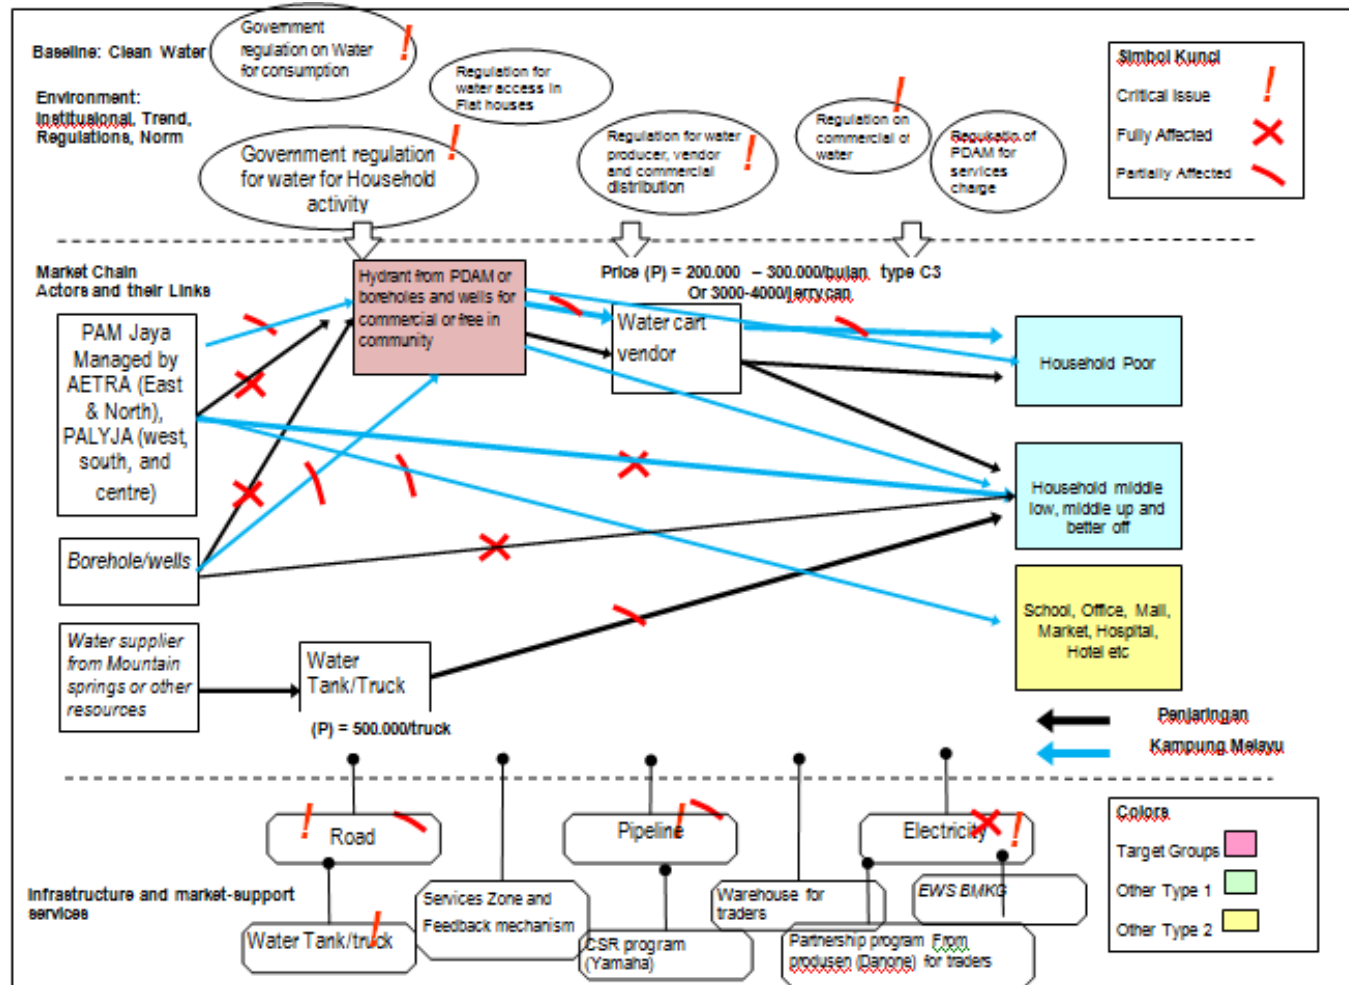 Baseline: Clean Water
Government
regulation on Water
for consumption
Regulation for
water access in
Flat houses
Environment:
Institusional, Trend,
Regulations, Norm
Government regulation
for water for Household
activity
Regulation for water
producer, vendor
and commercial
distribution
Regulation on
commercial of
water
Regukatio of
PDAM for
services
charge
Simbol Kunci
Critical Issue
Fully Affected
Partially Affected
Market Chain
Actors and their Links
Hydrant from PDAM or
boreholes and wells for
commercial or free in
community
Price (P) = 200.000 – 300.000/bulan type C3
Or 3000-4000/jerrycan
PAM Jaya
Managed by
AETRA (East
& North),
PALYJA (west,
south, and
centre)
Water cart
vendor
Household Poor
Household middle
low, middle up and
better off
Borehole/wells
School, Office, Mall,
Market, Hospital,
Hotel etc
Water supplier
from Mountain
springs or other
resources
Water
Tank/Truck
(P) = 500.000/truck
Penjaringan
Kampung Melayu
Road
Pipeline
Electricity
Infrastructure and market-support
services
Water Tank/truck
Services Zone and
Feedback mechanism
CSR program
(Yamaha)
Warehouse for
traders
EWS BMKG
Partnership program From
produsen (Danone) for traders
Colors
Target Groups
Other Type 1
Other Type 2